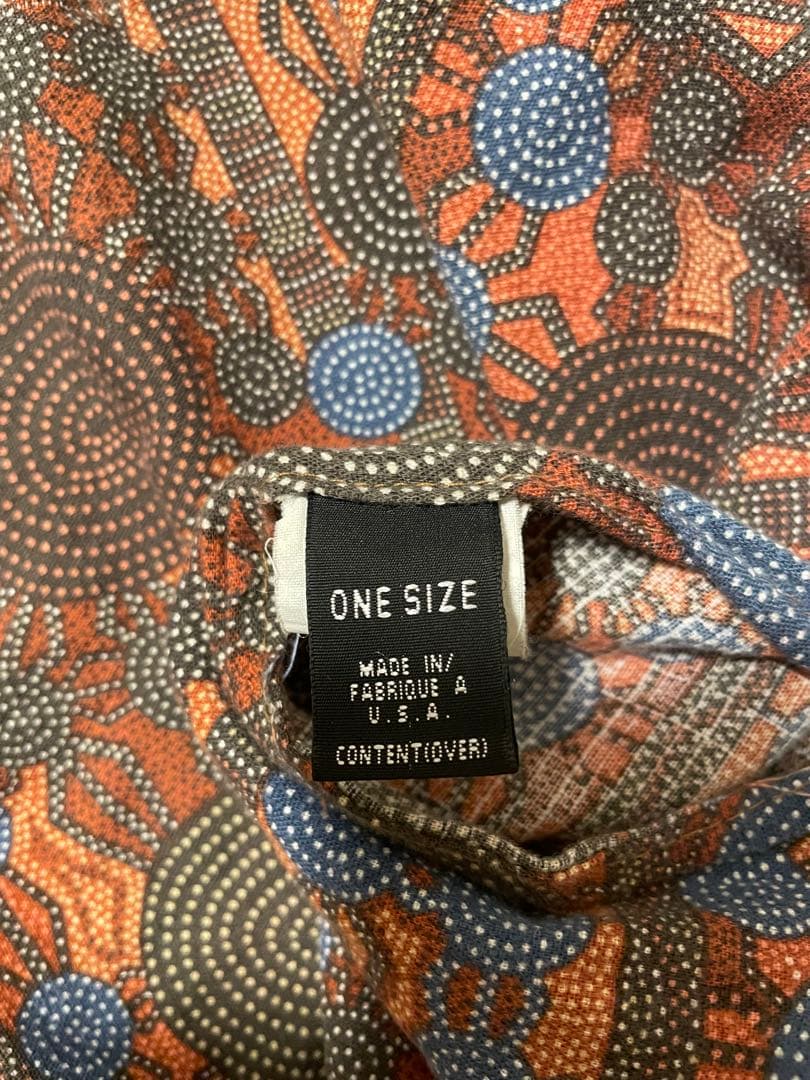 ONE SIZE
MADE IN/
FABRIQUE A
U.S.A.
CONTENT(OVER)